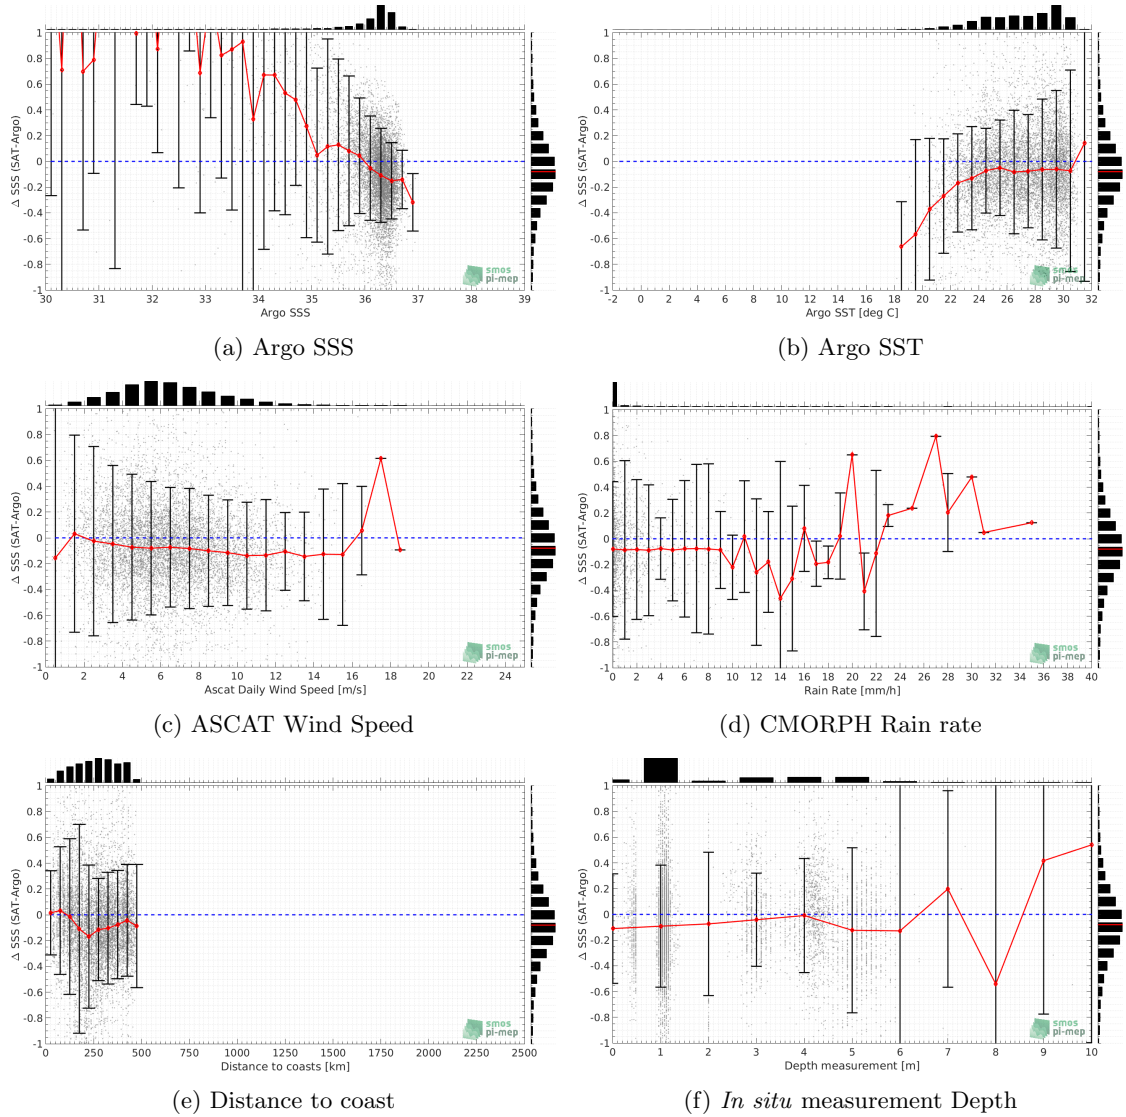 1
0.8
0.6
0.4
0.2
0
-0.2
-0.4
-0.6
-0.8
-1
Δ SSS (SAT-Argo)
30 31 32 33 34 35 36 37 38 39
Argo SSS
smos
pi-mep
(a) Argo SSS
1
0.8
0.6
0.4
0.2
0
-0.2
-0.4
-0.6
-0.8
-1
Δ SSS (SAT-Argo)
-2 0 2 4 6 8 10 12 14 16 18 20 22 24 26 28 30 32
Argo SST [deg C]
smos
pi-mep
(b) Argo SST
1
0.8
0.6
0.4
0.2
0
-0.2
-0.4
-0.6
-0.8
-1
Δ SSS (SAT-Argo)
0 2 4 6 8 10 12 14 16 18 20 22 24
Ascat Daily Wind Speed [m/s]
smos
pi-mep
(c) ASCAT Wind Speed
1
0.8
0.6
0.4
0.2
0
-0.2
-0.4
-0.6
-0.8
-1
Δ SSS (SAT-Argo)
0 2 4 6 8 10 12 14 16 18 20 22 24 26 28 30 32 34 36 38 40
Rain Rate [mm/h]
smos
pi-mep
(d) CMORPH Rain rate
1
0.8
0.6
0.4
0.2
0
-0.2
-0.4
-0.6
-0.8
-1
Δ SSS (SAT-Argo)
0 250 500 750 1000 1250 1500 1750 2000 2250 2500
Distance to coasts [km]
smos
pi-mep
(e) Distance to coast
1
0.8
0.6
0.4
0.2
0
-0.2
-0.4
-0.6
-0.8
-1
Δ SSS (SAT-Argo)
0 1 2 3 4 5 6 7 8 9 10
Depth measurement [m]
smos
pi-mep
(f) In situ measurement Depth